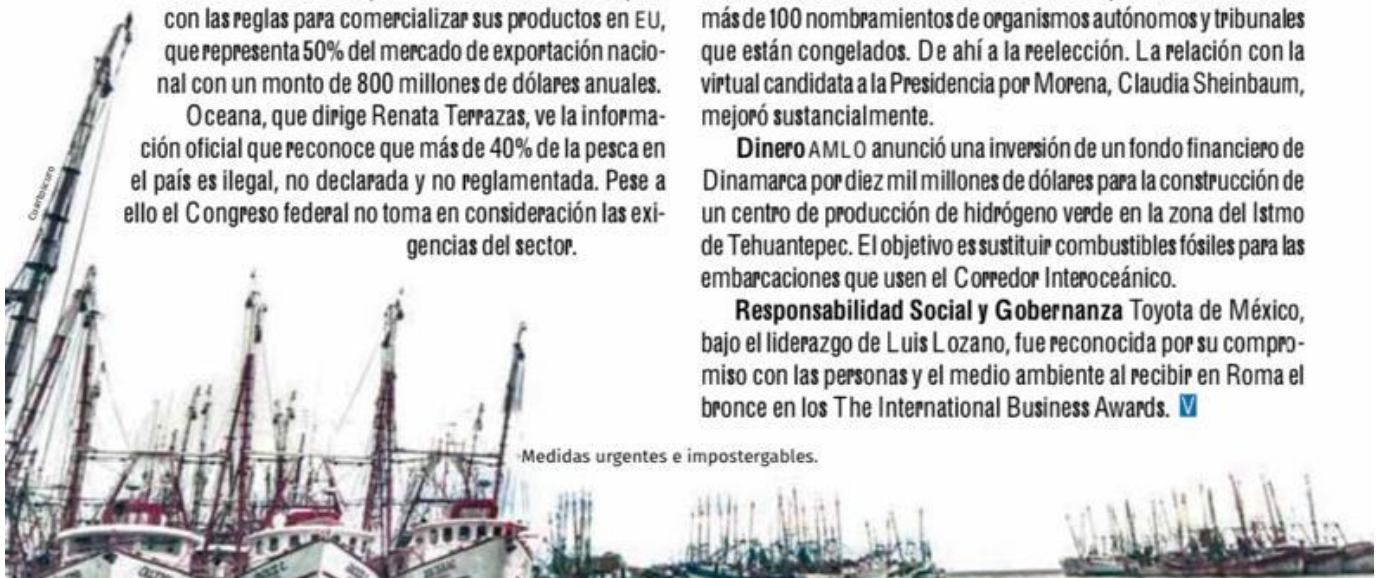 con las reglas para comercializar sus productos en EU,
que representa 50% del mercado de exportación nacio-
nal con un monto de 800 millones de dólares anuales.
Oceana, que dirige Renata Terrazas, ve la informa-
ción oficial que reconoce que más de 40% de la pesca en
el país es ilegal, no declarada y no reglamentada. Pese a
ello el Congreso federal no toma en consideración las exi-
gencias del sector.
Cuartoscuro
más de 100 nombramientos de organismos autónomos y tribunales
que están congelados. De ahí a la reelección. La relación con la
virtual candidata a la Presidencia por Morena, Claudia Sheinbaum,
mejoró sustancialmente.
Dinero AMLO anunció una inversión de un fondo financiero de
Dinamarca por diez mil millones de dólares para la construcción de
un centro de producción de hidrógeno verde en la zona del Istmo
de Tehuantepec. El objetivo es sustituir combustibles fósiles para las
embarcaciones que usen el Corredor Interoceánico.
Responsabilidad Social y Gobernanza Toyota de México,
bajo el liderazgo de Luis Lozano, fue reconocida por su compro-
miso con las personas y el medio ambiente al recibir en Roma el
bronce en los The International Business Awards. V
Medidas urgentes e impostergables.